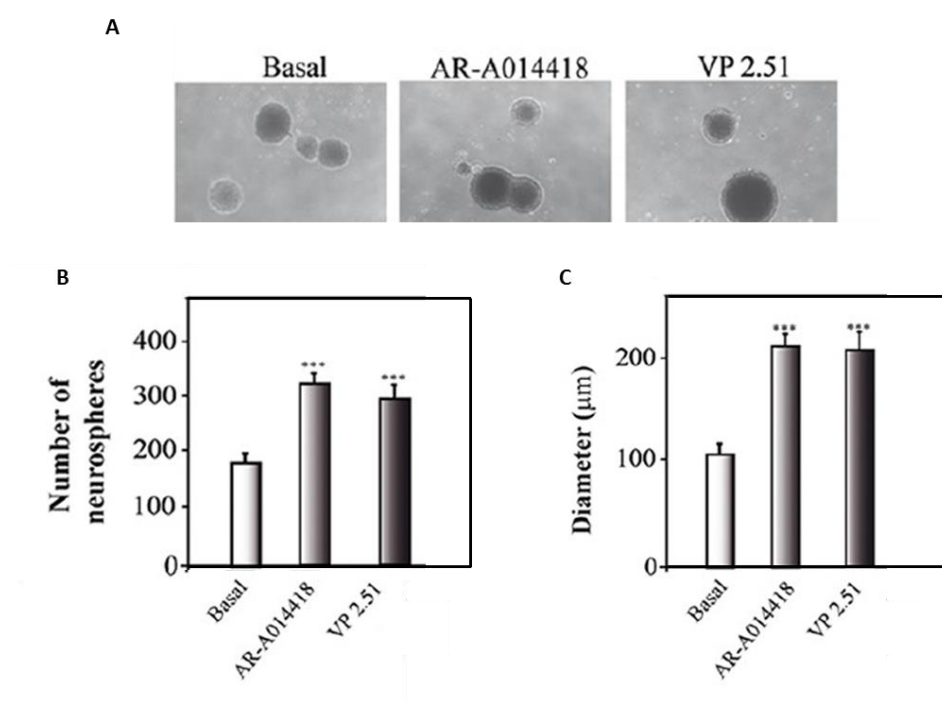 A
Basal
AR-A014418
VP 2.51
B
400
300
200
100
0
Number of
neurospheres
***
***
Basal
AR-A014418
VP 2.51
C
200
100
0
Diameter (μm)
***
***
Basal
AR-A014418
VP 2.51